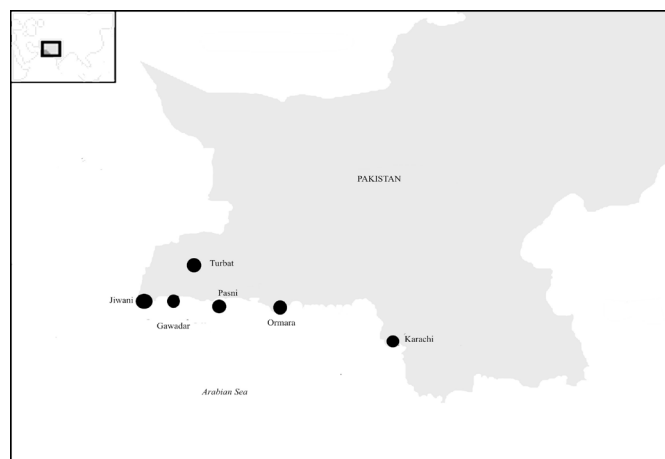 PAKISTAN
Turbat
Jiwani
Pasni
Gawadar
Ormara
Karachi
Arabian Sea